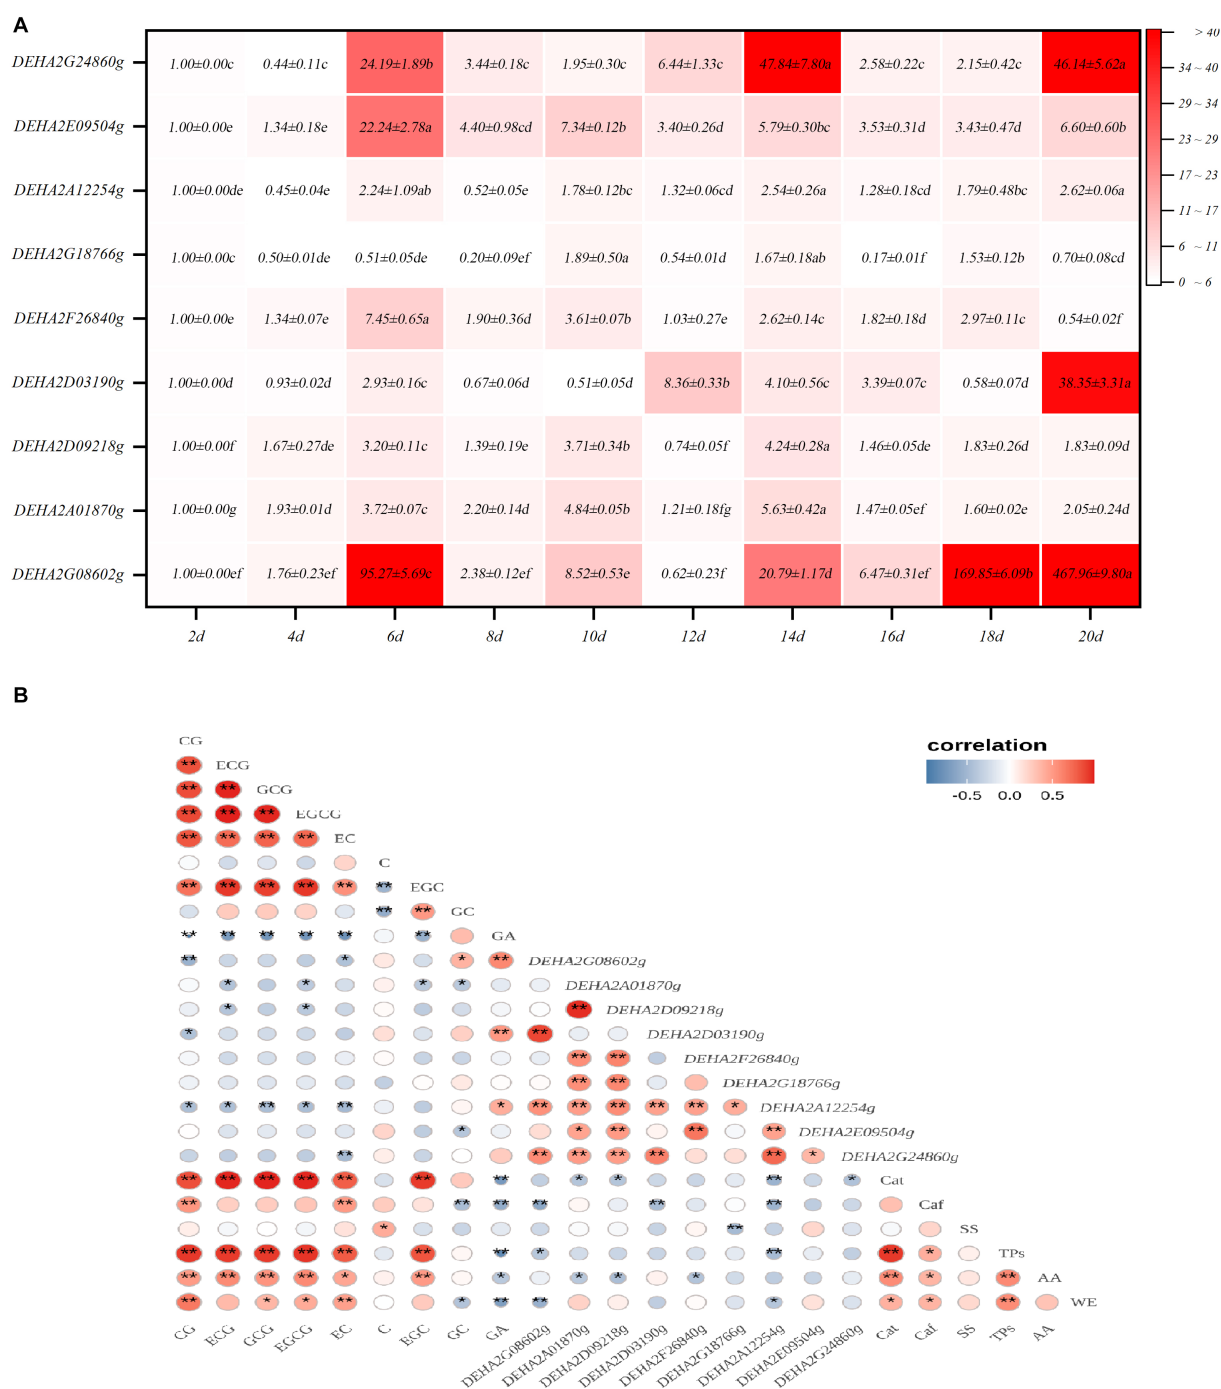 A
DEHA2G24860g 1.00±0.00c 0.44±0.11c 24.19±1.89b 3.44±0.18c 1.95±0.30c 6.44±1.33c 47.84±7.80a 2.58±0.22c 2.15±0.42c 46.14±5.62a
DEHA2E09504g 1.00±0.00e 1.34±0.18e 22.24±2.78a 4.40±0.98cd 7.34±0.12b 3.40±0.26d 5.79±0.30bc 3.53±0.31d 3.43±0.47d 6.60±0.60b
DEHA2A12254g 1.00±0.00de 0.45±0.04e 2.24±1.09ab 0.52±0.05e 1.78±0.12bc 1.32±0.06cd 2.54±0.26a 1.28±0.18cd 1.79±0.48bc 2.62±0.06a
DEHA2G18766g 1.00±0.00c 0.50±0.01de 0.51±0.05de 0.20±0.09ef 1.89±0.50a 0.54±0.01d 1.67±0.18ab 0.17±0.01f 1.53±0.12b 0.70±0.08cd
DEHA2F26840g 1.00±0.00e 1.34±0.07e 7.45±0.65a 1.90±0.36d 3.61±0.07b 1.03±0.27e 2.62±0.14c 1.82±0.18d 2.97±0.11c 0.54±0.02f
DEHA2D03190g 1.00±0.00d 0.93±0.02d 2.93±0.16c 0.67±0.06d 0.51±0.05d 8.36±0.33b 4.10±0.56c 3.39±0.07c 0.58±0.07d 38.35±3.31a
DEHA2D09218g 1.00±0.00f 1.67±0.27de 3.20±0.11c 1.39±0.19e 3.71±0.34b 0.74±0.05f 4.24±0.28a 1.46±0.05de 1.83±0.26d 1.83±0.09d
DEHA2A01870g 1.00±0.00g 1.93±0.01d 3.72±0.07c 2.20±0.14d 4.84±0.05b 1.21±0.18fg 5.63±0.42a 1.47±0.05ef 1.60±0.02e 2.05±0.24d
DEHA2G08602g 1.00±0.00ef 1.76±0.23ef 95.27±5.69c 2.38±0.12ef 8.52±0.53e 0.62±0.23f 20.79±1.17d 6.47±0.31ef 169.85±6.09b 467.96±9.80a
2d 4d 6d 8d 10d 12d 14d 16d 18d 20d
> 40
34 ~ 40
29 ~ 34
23 ~ 29
17 ~ 23
11 ~ 17
6 ~ 11
0 ~ 6
B
correlation
-0.5 0.0 0.5
CG
** ECG
** ** GCG
** ** ** EGCG
** ** ** ** EC
C
** ** ** ** ** ** EGC
** ** GC
** ** ** ** ** ** GA
** * * ** DEHA2G08602g
* * * * DEHA2A01870g
* * ** DEHA2D09218g
* ** ** DEHA2D03190g
** ** DEHA2F26840g
** ** DEHA2G18766g
* * ** * ** * ** ** ** ** ** * DEHA2A12254g
* * ** ** ** DEHA2E09504g
** ** ** ** ** ** * DEHA2G24860g
** ** ** ** ** ** ** * * ** * Cat
** ** ** ** ** ** ** Caf
* ** SS
** ** ** ** ** ** ** * ** ** * TPs
** ** ** ** * ** * * * * ** * ** AA
** * * ** * ** ** * * * ** WE
CG ECG GCG EGCG EC C EGC GC GA DEHA2G08602g DEHA2A01870g DEHA2D09218g DEHA2D03190g DEHA2F26840g DEHA2G18766g DEHA2A12254g DEHA2E09504g DEHA2G24860g Cat Caf SS TPs AA